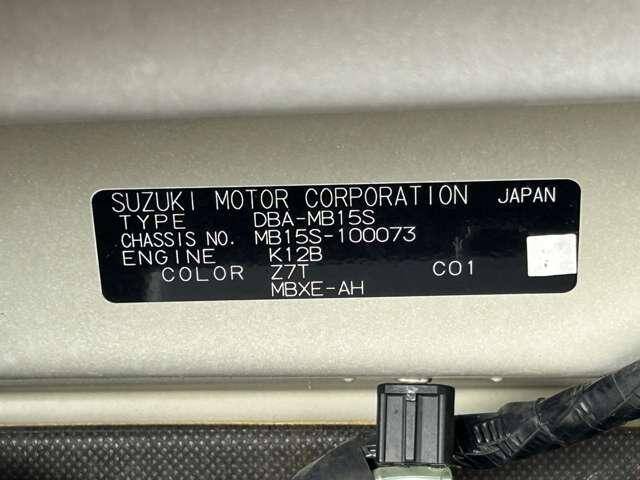 SUZUKI MOTOR CORPORATION JAPAN
TYPE DBA-MB15S
CHASSIS NO. MB15S-100073
ENGINE K12B
COLOR Z7T C01
MBXE-AH